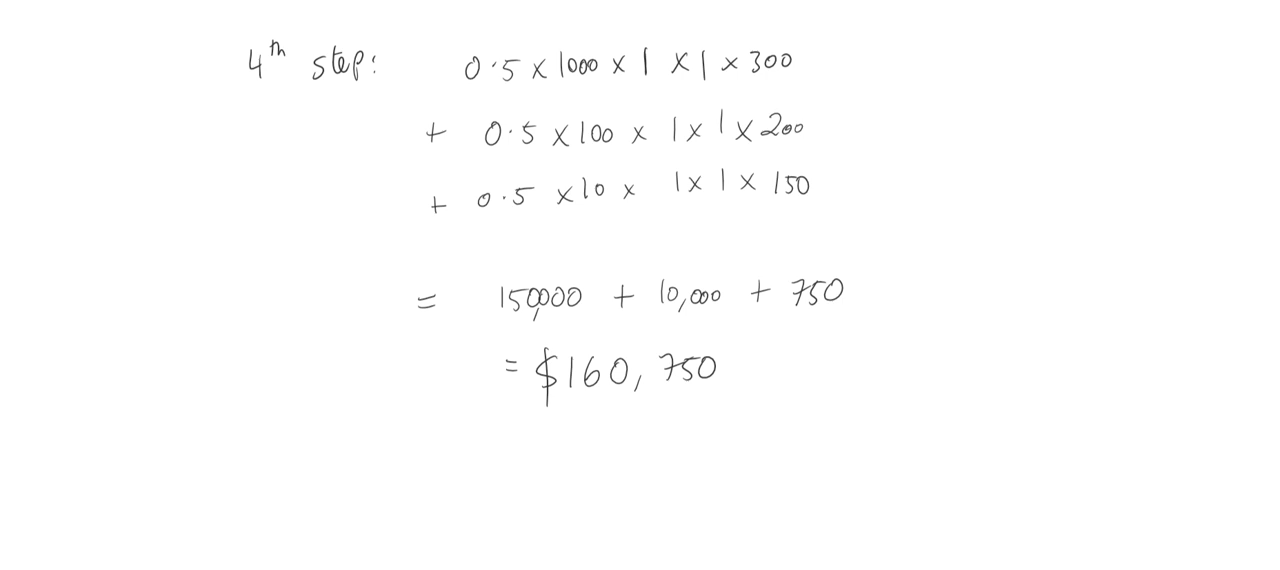 4th step: 0.5 x 1000 x 1 x 1 x 300
+ 0.5 x 100 x 1 x 1 x 200
+ 0.5 x 10 x 1 x 1 x 150
= 150,000 + 10,000 + 750
= $160,750